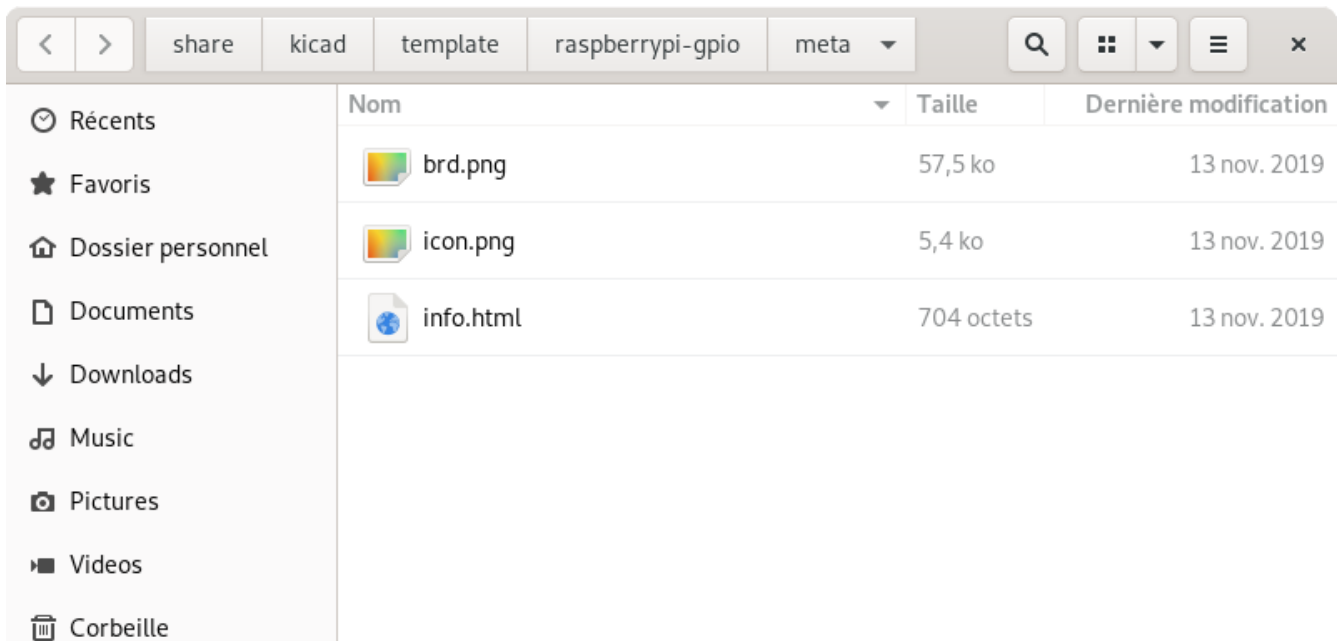 share kicad template raspberrypi-gpio meta
Nom Taille Dernière modification
Récents
brd.png 57,5 ko 13 nov. 2019
Favoris
icon.png 5,4 ko 13 nov. 2019
Dossier personnel
Documents
info.html 704 octets 13 nov. 2019
Downloads
Music
Pictures
Videos
Corbeille